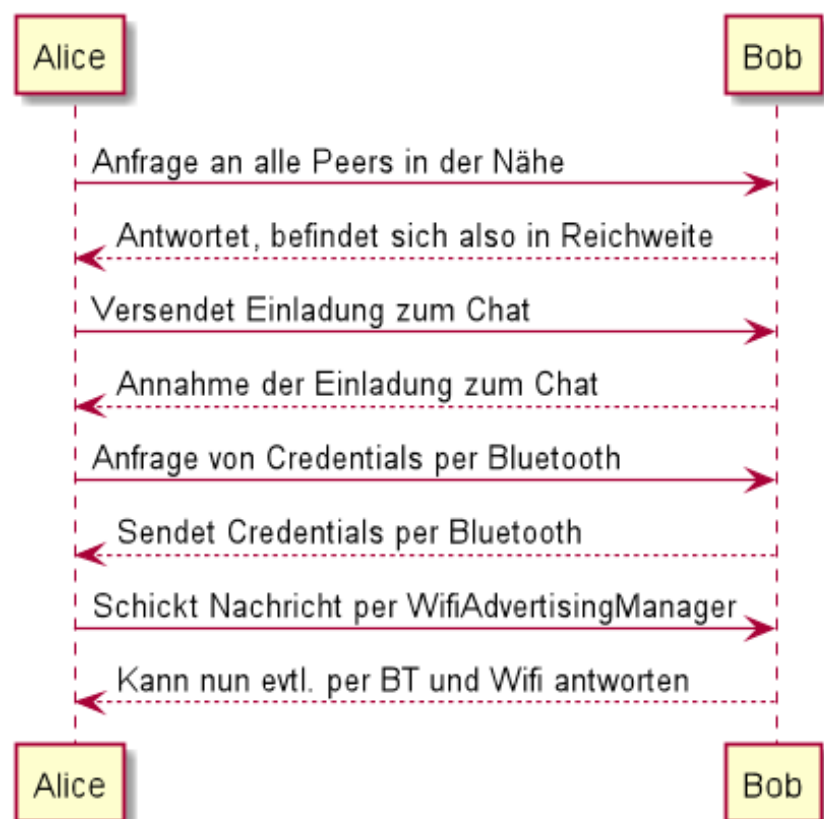 Alice
Bob
Anfrage an alle Peers in der Nähe
Antwortet, befindet sich also in Reichweite
Versendet Einladung zum Chat
Annahme der Einladung zum Chat
Anfrage von Credentials per Bluetooth
Sendet Credentials per Bluetooth
Schickt Nachricht per WifiAdvertisingManager
Kann nun evtl. per BT und Wifi antworten
Alice
Bob